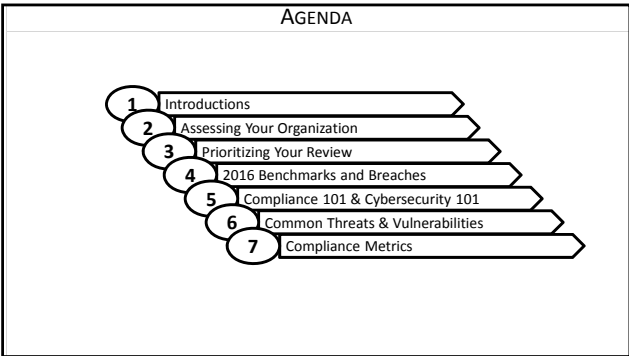 AGENDA
1 Introductions
2 Assessing Your Organization
3 Prioritizing Your Review
4 2016 Benchmarks and Breaches
5 Compliance 101 & Cybersecurity 101
6 Common Threats & Vulnerabilities
7 Compliance Metrics